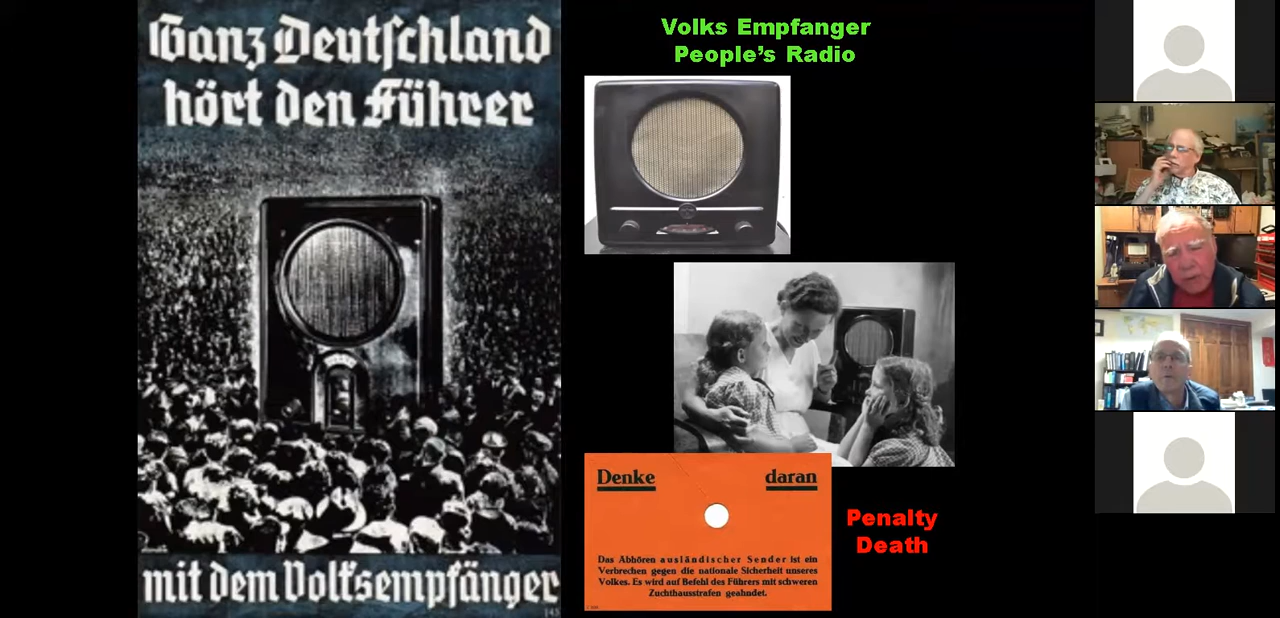 Ganz Deutschland
hört den Führer
mit dem Volksempfänger
Volks Empfanger
People's Radio
Denke daran
Das Abhören ausländischer Sender ist ein
Verbrechen gegen die nationale Sicherheit unseres
Volkes. Es wird auf Befehl des Führers mit schweren
Zuchthausstrafen geahndet.
Penalty
Death